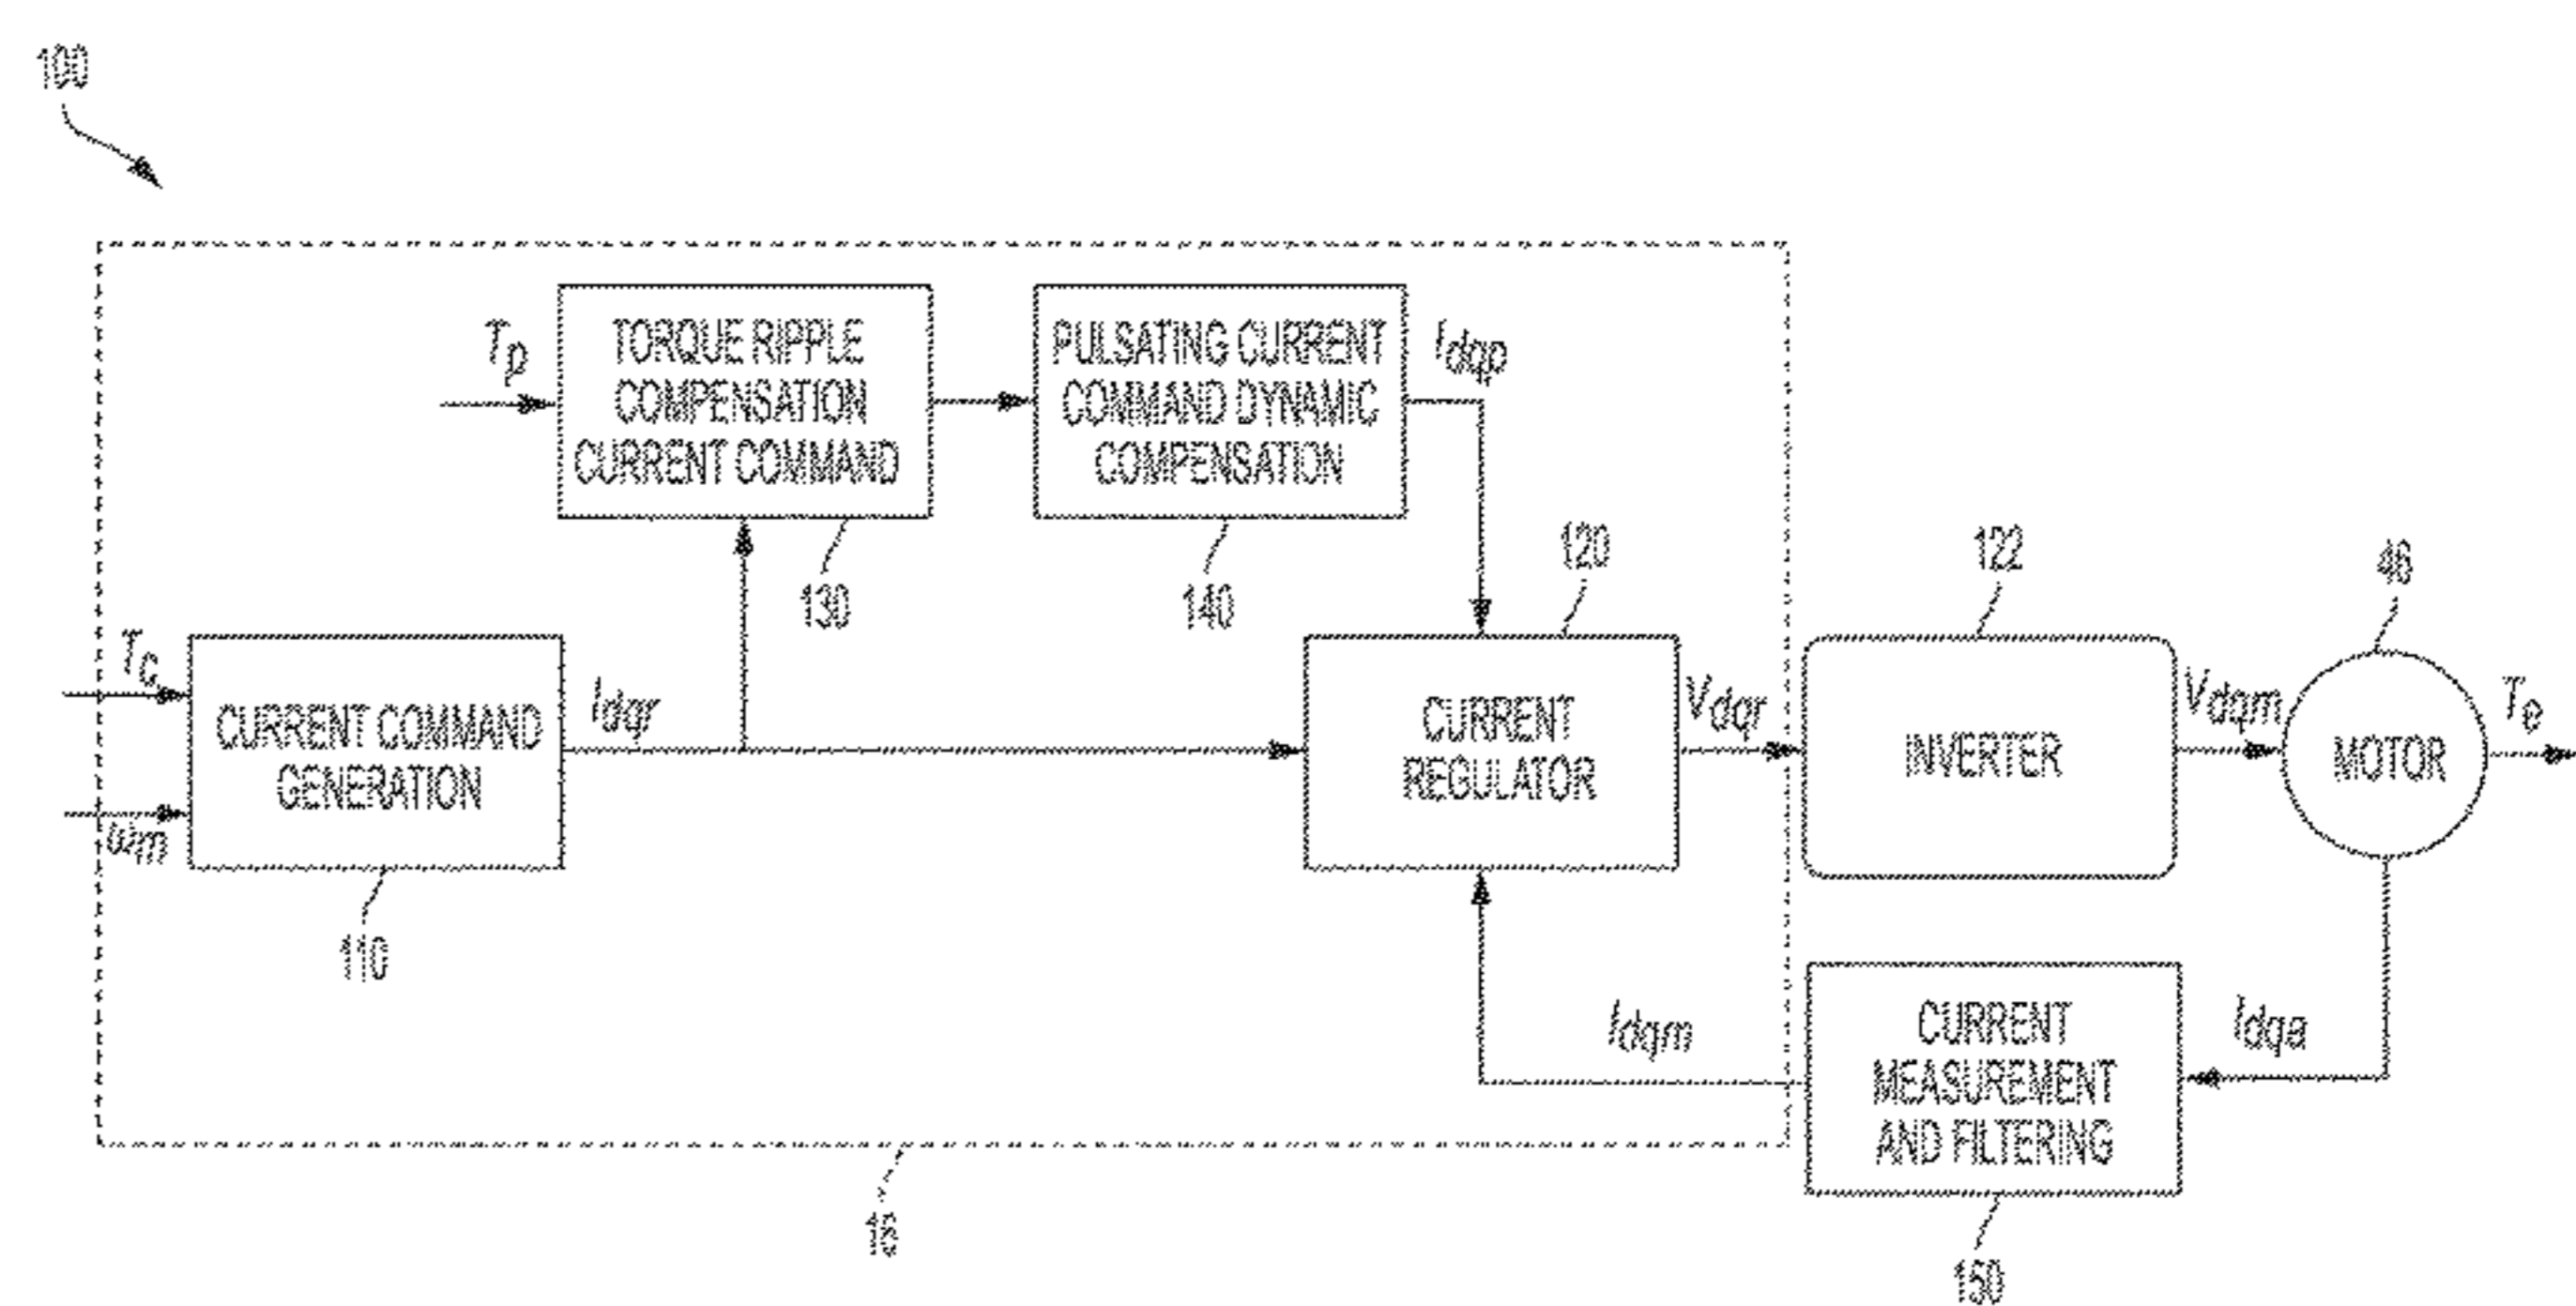 100
Tp
TORQUE RIPPLE
COMPENSATION
CURRENT COMMAND
PULSATING CURRENT
COMMAND DYNAMIC
COMPENSATION
Idqp
130
140
120
122
46
Tc
ωm
CURRENT COMMAND
GENERATION
Idqr
CURRENT
REGULATOR
Vdqr
INVERTER
Vdqm
MOTOR
Te
110
Idqm
CURRENT
MEASUREMENT
AND FILTERING
Idqa
16
150